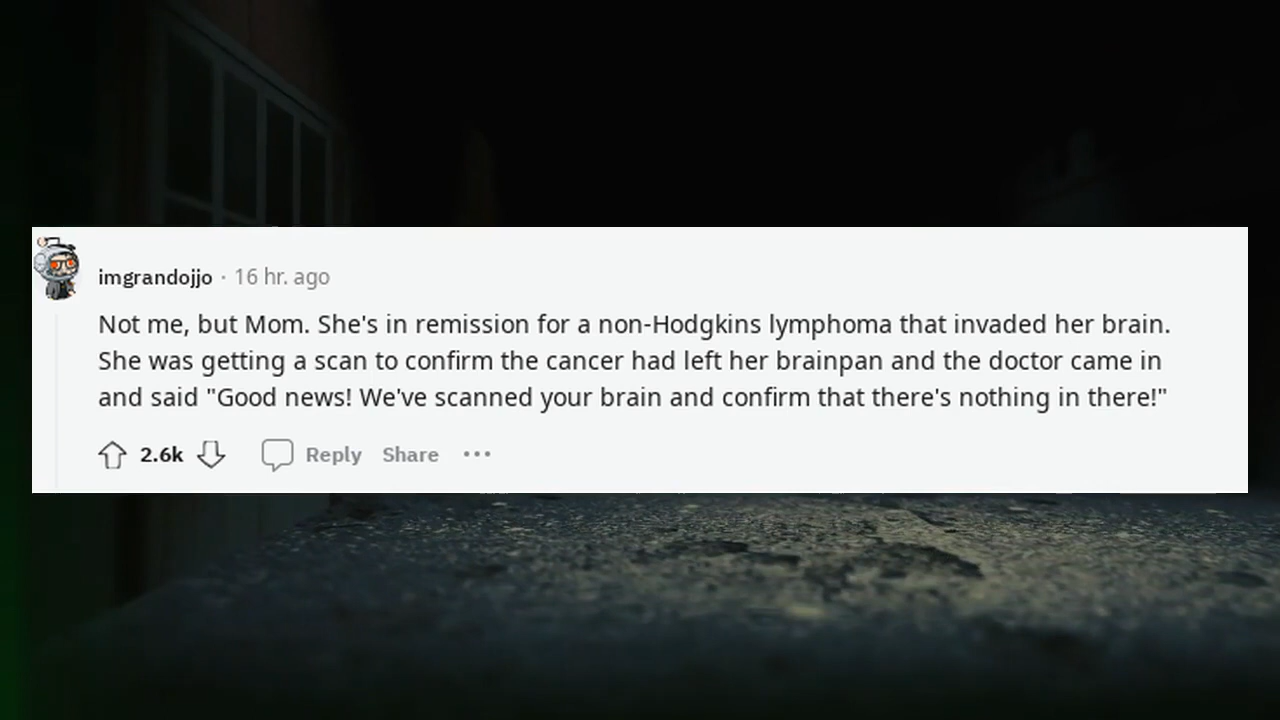 imgrandojjo · 16 hr. ago
Not me, but Mom. She's in remission for a non-Hodgkins lymphoma that invaded her brain.
She was getting a scan to confirm the cancer had left her brainpan and the doctor came in
and said "Good news! We've scanned your brain and confirm that there's nothing in there!"
2.6k Reply Share •••